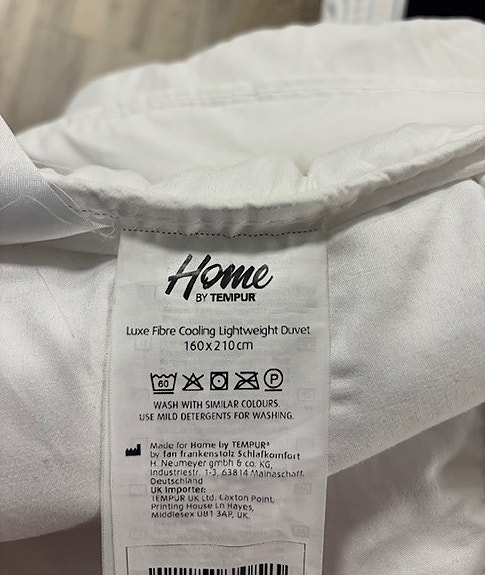 Home
BY TEMPUR
Luxe Fibre Cooling Lightweight Duvet
160 x 210 cm
60
P
WASH WITH SIMILAR COLOURS.
USE MILD DETERGENTS FOR WASHING.
Made for Home by TEMPUR®
by fan frankenstolz Schlafkomfort
H. Neumeyer gmbh & co. KG,
Industriestr. 1-3, 63814 Mainaschaff,
Deutschland
UK Importer:
TEMPUR UK Ltd. Caxton Point,
Printing House Ln Hayes,
Middlesex UB1 3AP, UK.